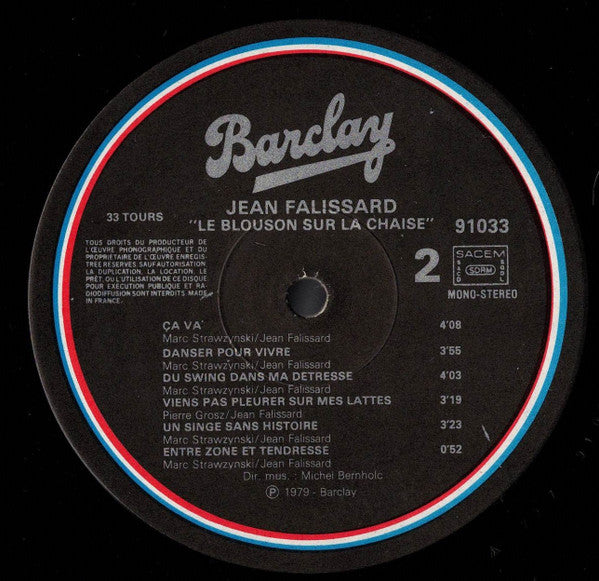 Barclay
JEAN FALISSARD
"LE BLOUSON SUR LA CHAISE"
33 TOURS
91033
TOUS DROITS DU PRODUCTEUR DE
L'ŒUVRE PHONOGRAPHIQUE ET DU
PROPRIETAIRE DE L'ŒUVRE ENREGIS-
TREE RESERVES SAUF AUTORISATION.
LA DUPLICATION, LA LOCATION, LE
PRÊT, OU L'UTILISATION DE CE DISQUE
POUR EXECUTION PUBLIQUE ET RA-
DIODIFFUSION SONT INTERDITS. MADE
IN FRANCE.
2
SACEM
SACD
SDRM
SGDL
MONO-STEREO
ÇA VA 4'08
Marc Strawzynski/Jean Falissard
DANSER POUR VIVRE 3'55
Marc Strawzynski/Jean Falissard
DU SWING DANS MA DETRESSE 4'03
Marc Strawzynski/Jean Falissard
VIENS PAS PLEURER SUR MES LATTES 3'19
Pierre Grosz/Jean Falissard
UN SINGE SANS HISTOIRE 3'23
Marc Strawzynski/Jean Falissard
ENTRE ZONE ET TENDRESSE 0'52
Marc Strawzynski/Jean Falissard
Dir. mus. : Michel Bernholc
Ⓟ 1979 - Barclay